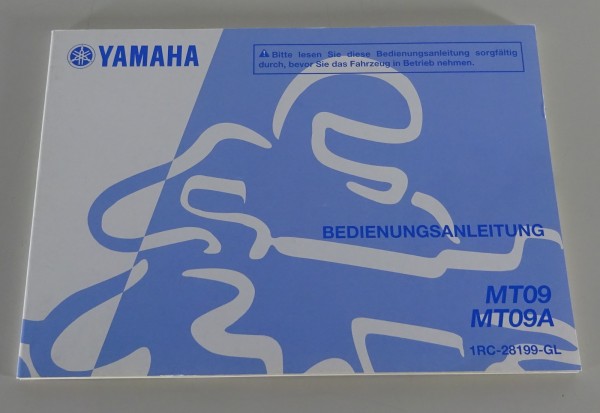 YAMAHA
⚠ Bitte lesen Sie diese Bedienungsanleitung sorgfältig
durch, bevor Sie das Fahrzeug in Betrieb nehmen.
BEDIENUNGSANLEITUNG
MT09
MT09A
1RC-28199-GL